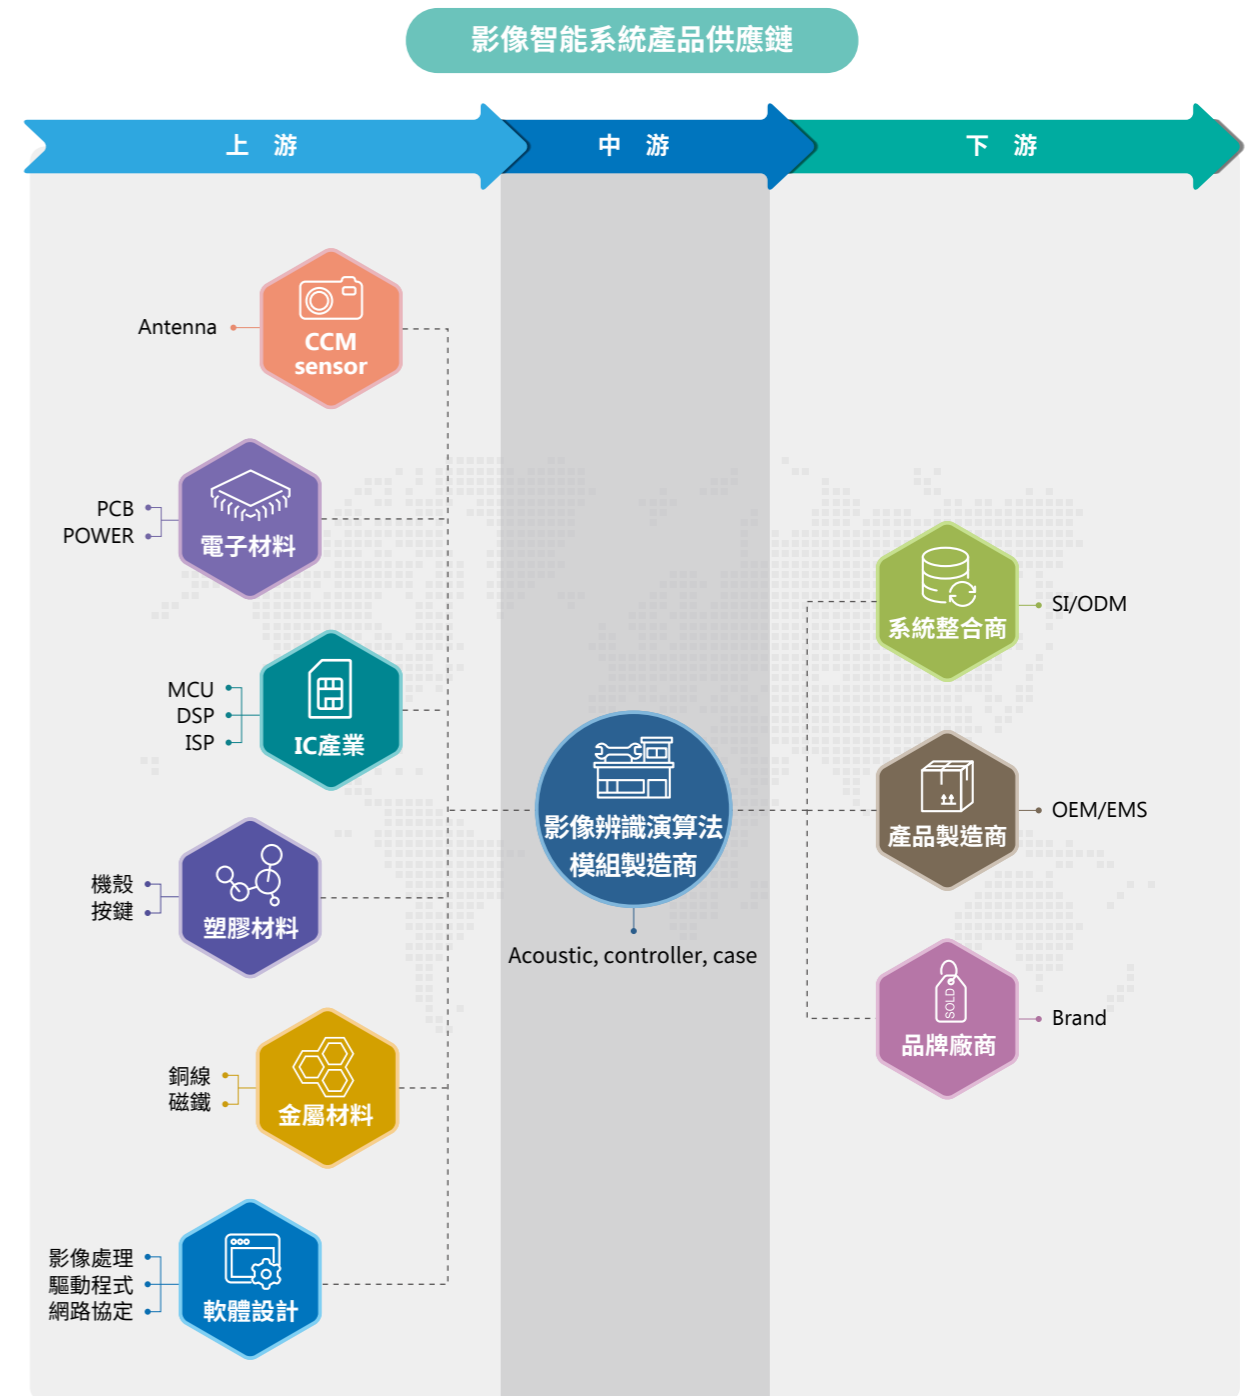 影像智能系統產品供應鏈
上 游
中 游
下 游
Antenna
CCM
sensor
PCB
POWER
電子材料
MCU
DSP
ISP
IC產業
機殼
按鍵
塑膠材料
銅線
磁鐵
金屬材料
影像處理
驅動程式
網路協定
軟體設計
影像辨識演算法
模組製造商
Acoustic, controller, case
系統整合商
SI/ODM
產品製造商
OEM/EMS
SOLD
品牌廠商
Brand